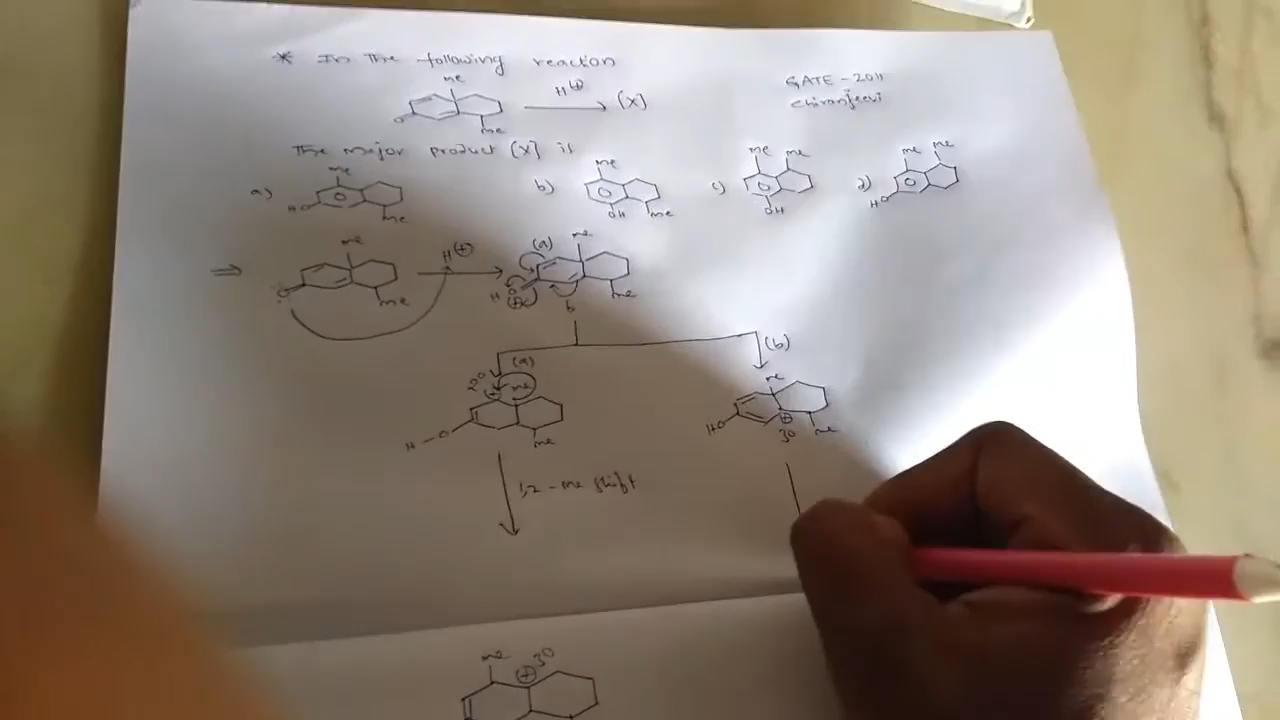 * In the following reaction
GATE - 2011
Chiranjeevi
me
H⊕
(X)
O
me
The major product [X] is
a) me HO me
b) me OH me
c) me me OH
d) me me HO
⇒ me O me
H(+)
(a) me H O (+) b me
(a)
(b)
2° (+) me H-O me
me HO ⊕ 3° me
1,2-me shift
me ⊕ 3°